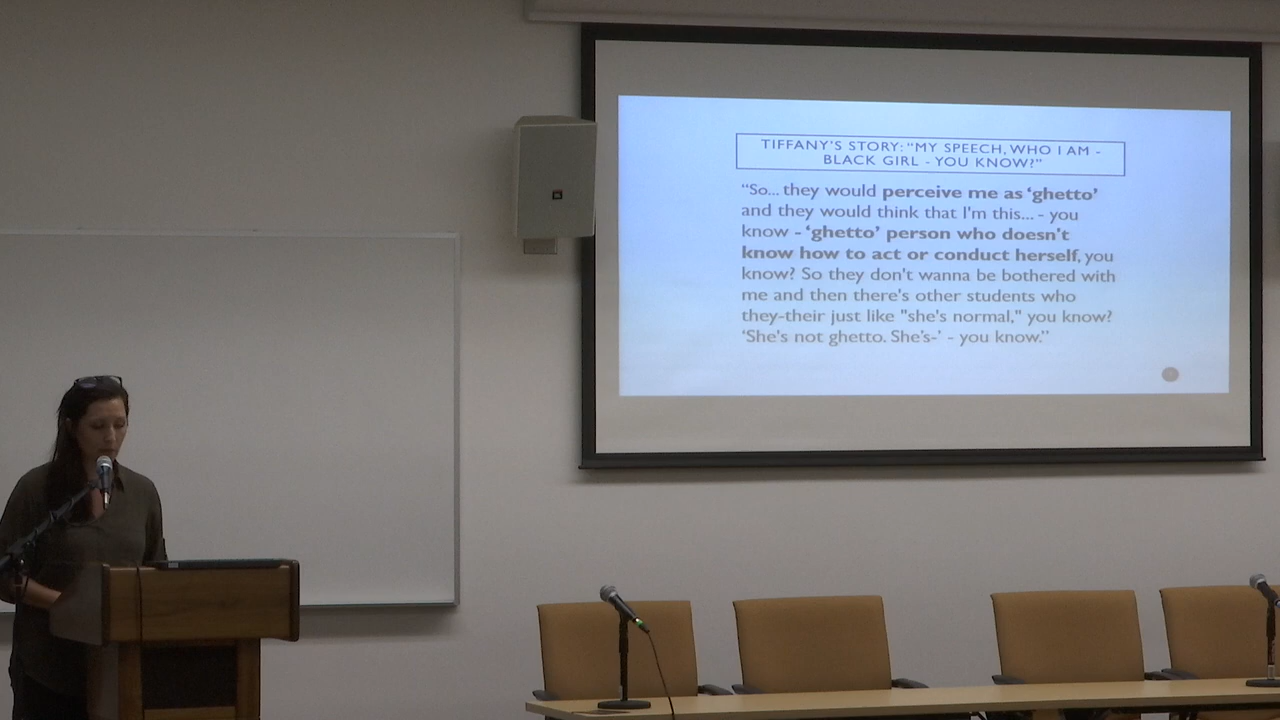 TIFFANY'S STORY: "MY SPEECH, WHO I AM -
BLACK GIRL - YOU KNOW?"
"So... they would perceive me as 'ghetto'
and they would think that I'm this... - you
know - 'ghetto' person who doesn't
know how to act or conduct herself, you
know? So they don't wanna be bothered with
me and then there's other students who
they-their just like "she's normal," you know?
'She's not ghetto. She's-' - you know."